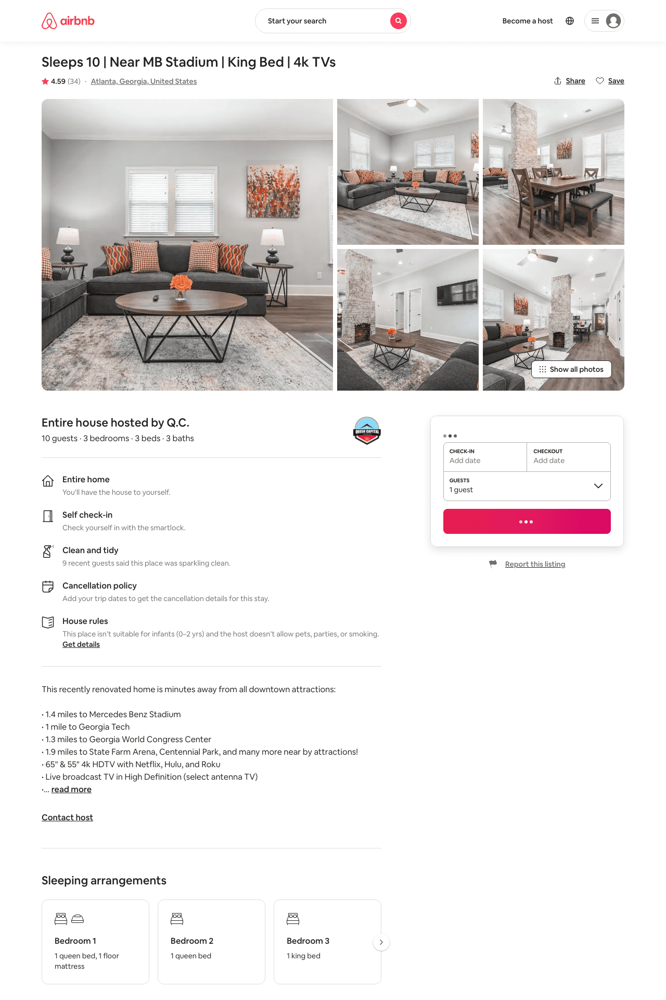 airbnb
Start your search
Become a host
Sleeps 10 | Near MB Stadium | King Bed | 4k TVs
4.59 (34) · Atlanta, Georgia, United States
Share
Save
Show all photos
Entire house hosted by Q.C.
10 guests · 3 bedrooms · 3 beds · 3 baths
QUEEN CAPITAL
CHECK-IN
Add date
CHECKOUT
Add date
GUESTS
1 guest
Report this listing
Entire home
You’ll have the house to yourself.
Self check-in
Check yourself in with the smartlock.
Clean and tidy
9 recent guests said this place was sparkling clean.
Cancellation policy
Add your trip dates to get the cancellation details for this stay.
House rules
This place isn’t suitable for infants (0–2 yrs) and the host doesn’t allow pets, parties, or smoking.
Get details
This recently renovated home is minutes away from all downtown attractions:
· 1.4 miles to Mercedes Benz Stadium
· 1 mile to Georgia Tech
· 1.3 miles to Georgia World Congress Center
· 1.9 miles to State Farm Arena, Centennial Park, and many more near by attractions!
· 65" & 55" 4k HDTV with Netflix, Hulu, and Roku
· Live broadcast TV in High Definition (select antenna TV)
·... read more
Contact host
Sleeping arrangements
Bedroom 1
1 queen bed, 1 floor
mattress
Bedroom 2
1 queen bed
Bedroom 3
1 king bed